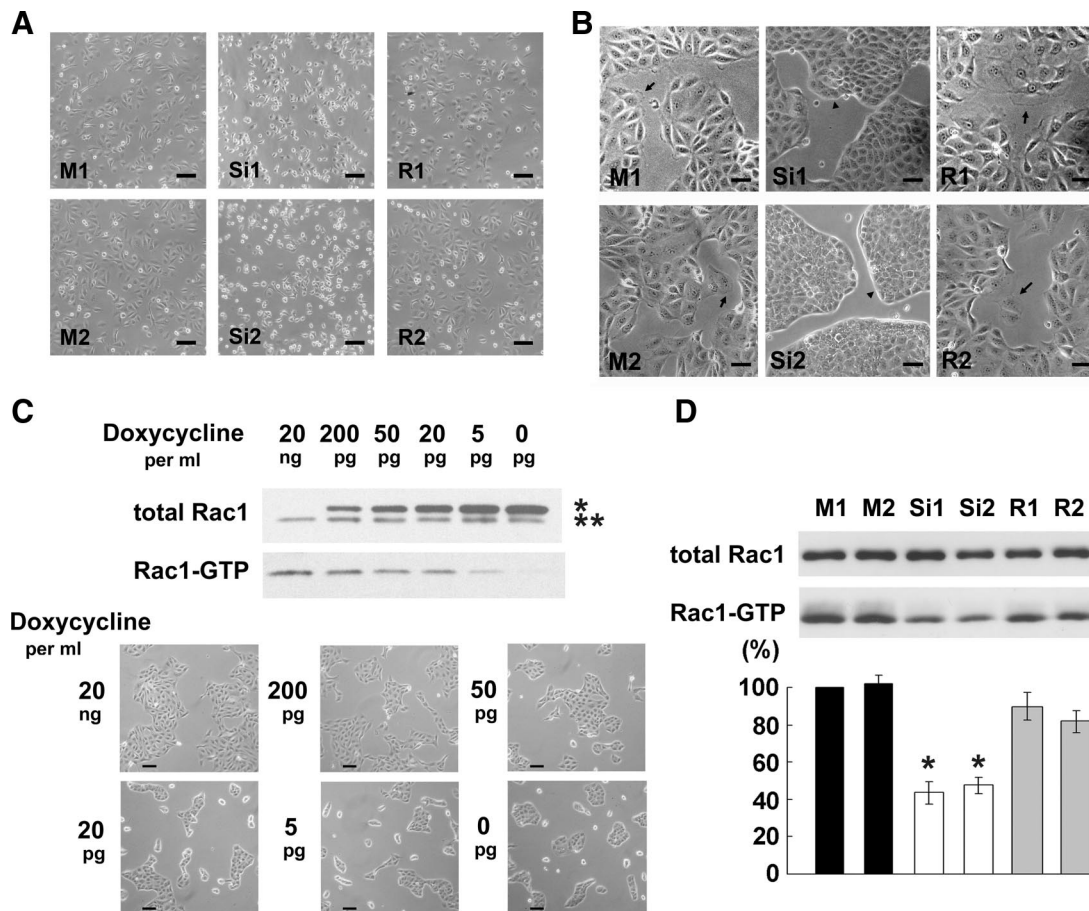 A
M1 Si1 R1
M2 Si2 R2
B
M1 Si1 R1
M2 Si2 R2
C
Doxycycline 20 200 50 20 5 0
per ml ng pg pg pg pg pg
total Rac1 *
**
Rac1-GTP
Doxycycline
per ml
20 200 50
ng pg pg
20 5 0
pg pg pg
D
M1 M2 Si1 Si2 R1 R2
total Rac1
Rac1-GTP
(%)
100
80
60
* *
40
20
0